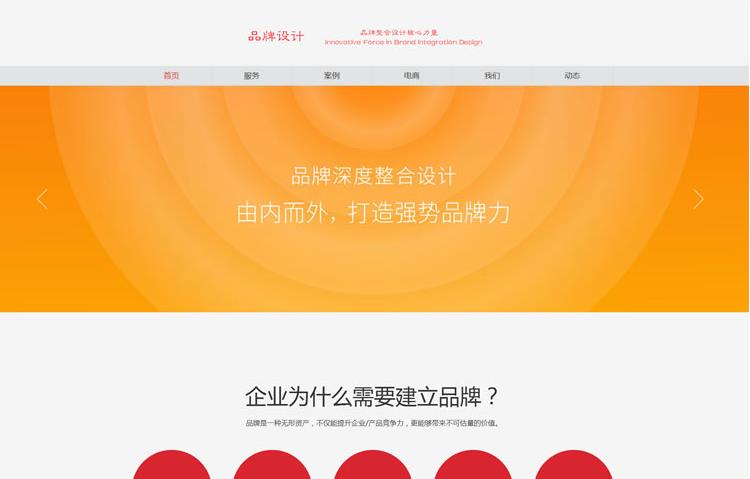 品牌设计
品牌整合设计核心力量
Innovative Force in Brand Integration Design
首页 服务 案例 电商 我们 动态
品牌深度整合设计
由内而外，打造强势品牌力
企业为什么需要建立品牌？
品牌是一种无形资产，不仅能提升企业/产品竞争力，更能够带来不可估量的价值。